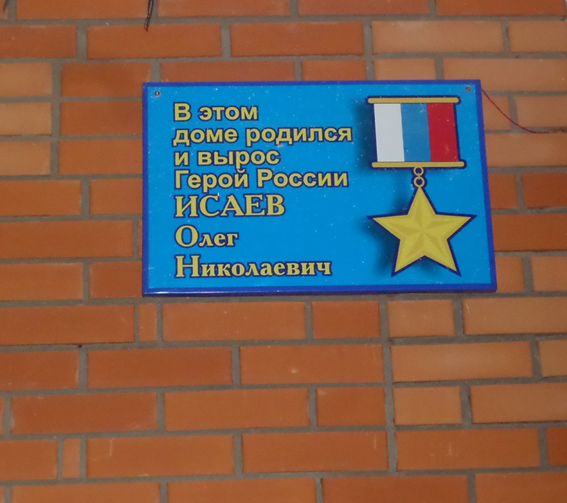 В этом
доме родился
и вырос
Герой России
ИСАЕВ
Олег
Николаевич